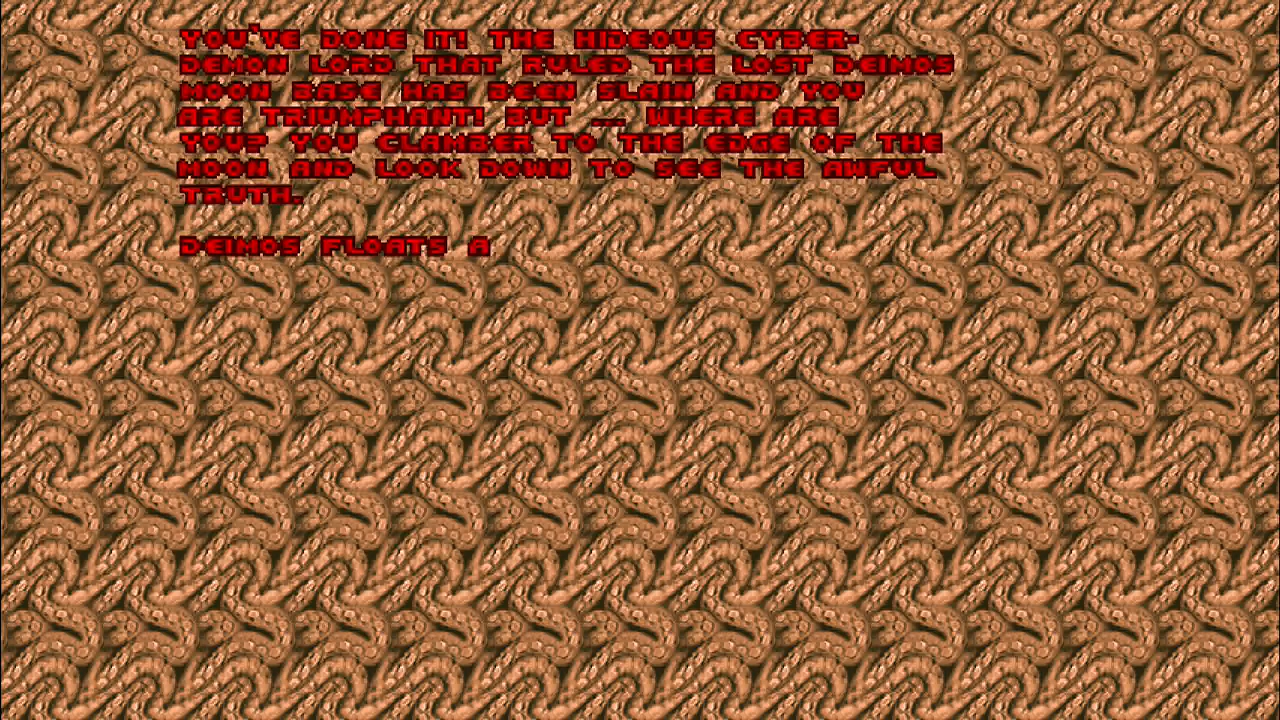 YOU'VE DONE IT! THE HIDEOUS CYBER-
DEMON LORD THAT RULED THE LOST DEIMOS
MOON BASE HAS BEEN SLAIN AND YOU
ARE TRIUMPHANT! BUT ... WHERE ARE
YOU? YOU CLAMBER TO THE EDGE OF THE
MOON AND LOOK DOWN TO SEE THE AWFUL
TRUTH.
DEIMOS FLOATS A